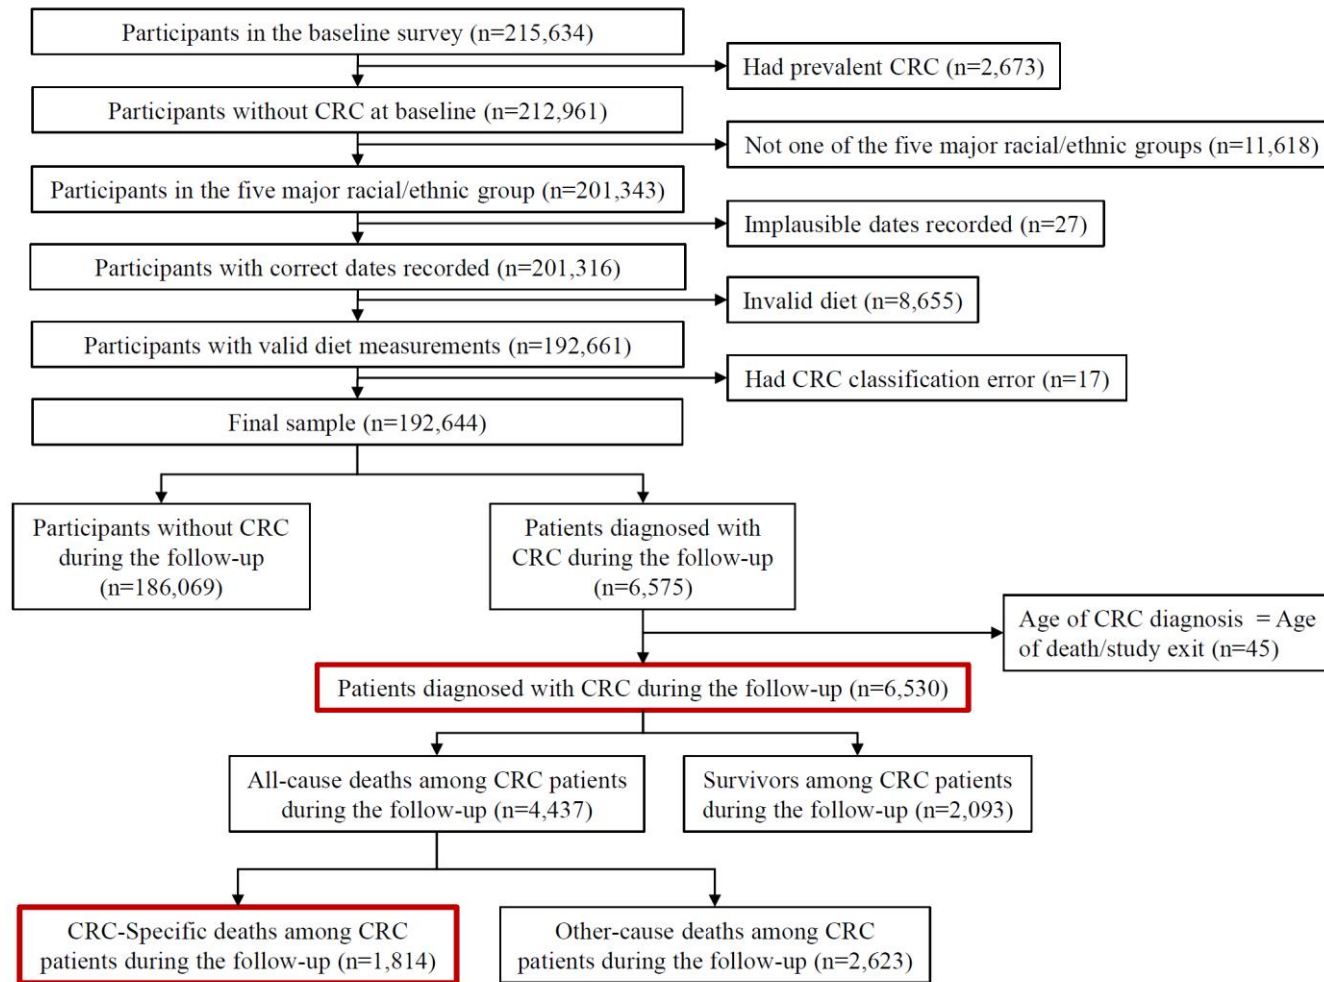 Participants in the baseline survey (n=215,634)
Had prevalent CRC (n=2,673)
Participants without CRC at baseline (n=212,961)
Not one of the five major racial/ethnic groups (n=11,618)
Participants in the five major racial/ethnic group (n=201,343)
Implausible dates recorded (n=27)
Participants with correct dates recorded (n=201,316)
Invalid diet (n=8,655)
Participants with valid diet measurements (n=192,661)
Had CRC classification error (n=17)
Final sample (n=192,644)
Participants without CRC
during the follow-up
(n=186,069)
Patients diagnosed with
CRC during the follow-up
(n=6,575)
Age of CRC diagnosis = Age
of death/study exit (n=45)
Patients diagnosed with CRC during the follow-up (n=6,530)
All-cause deaths among CRC patients
during the follow-up (n=4,437)
Survivors among CRC patients
during the follow-up (n=2,093)
CRC-Specific deaths among CRC
patients during the follow-up (n=1,814)
Other-cause deaths among CRC
patients during the follow-up (n=2,623)